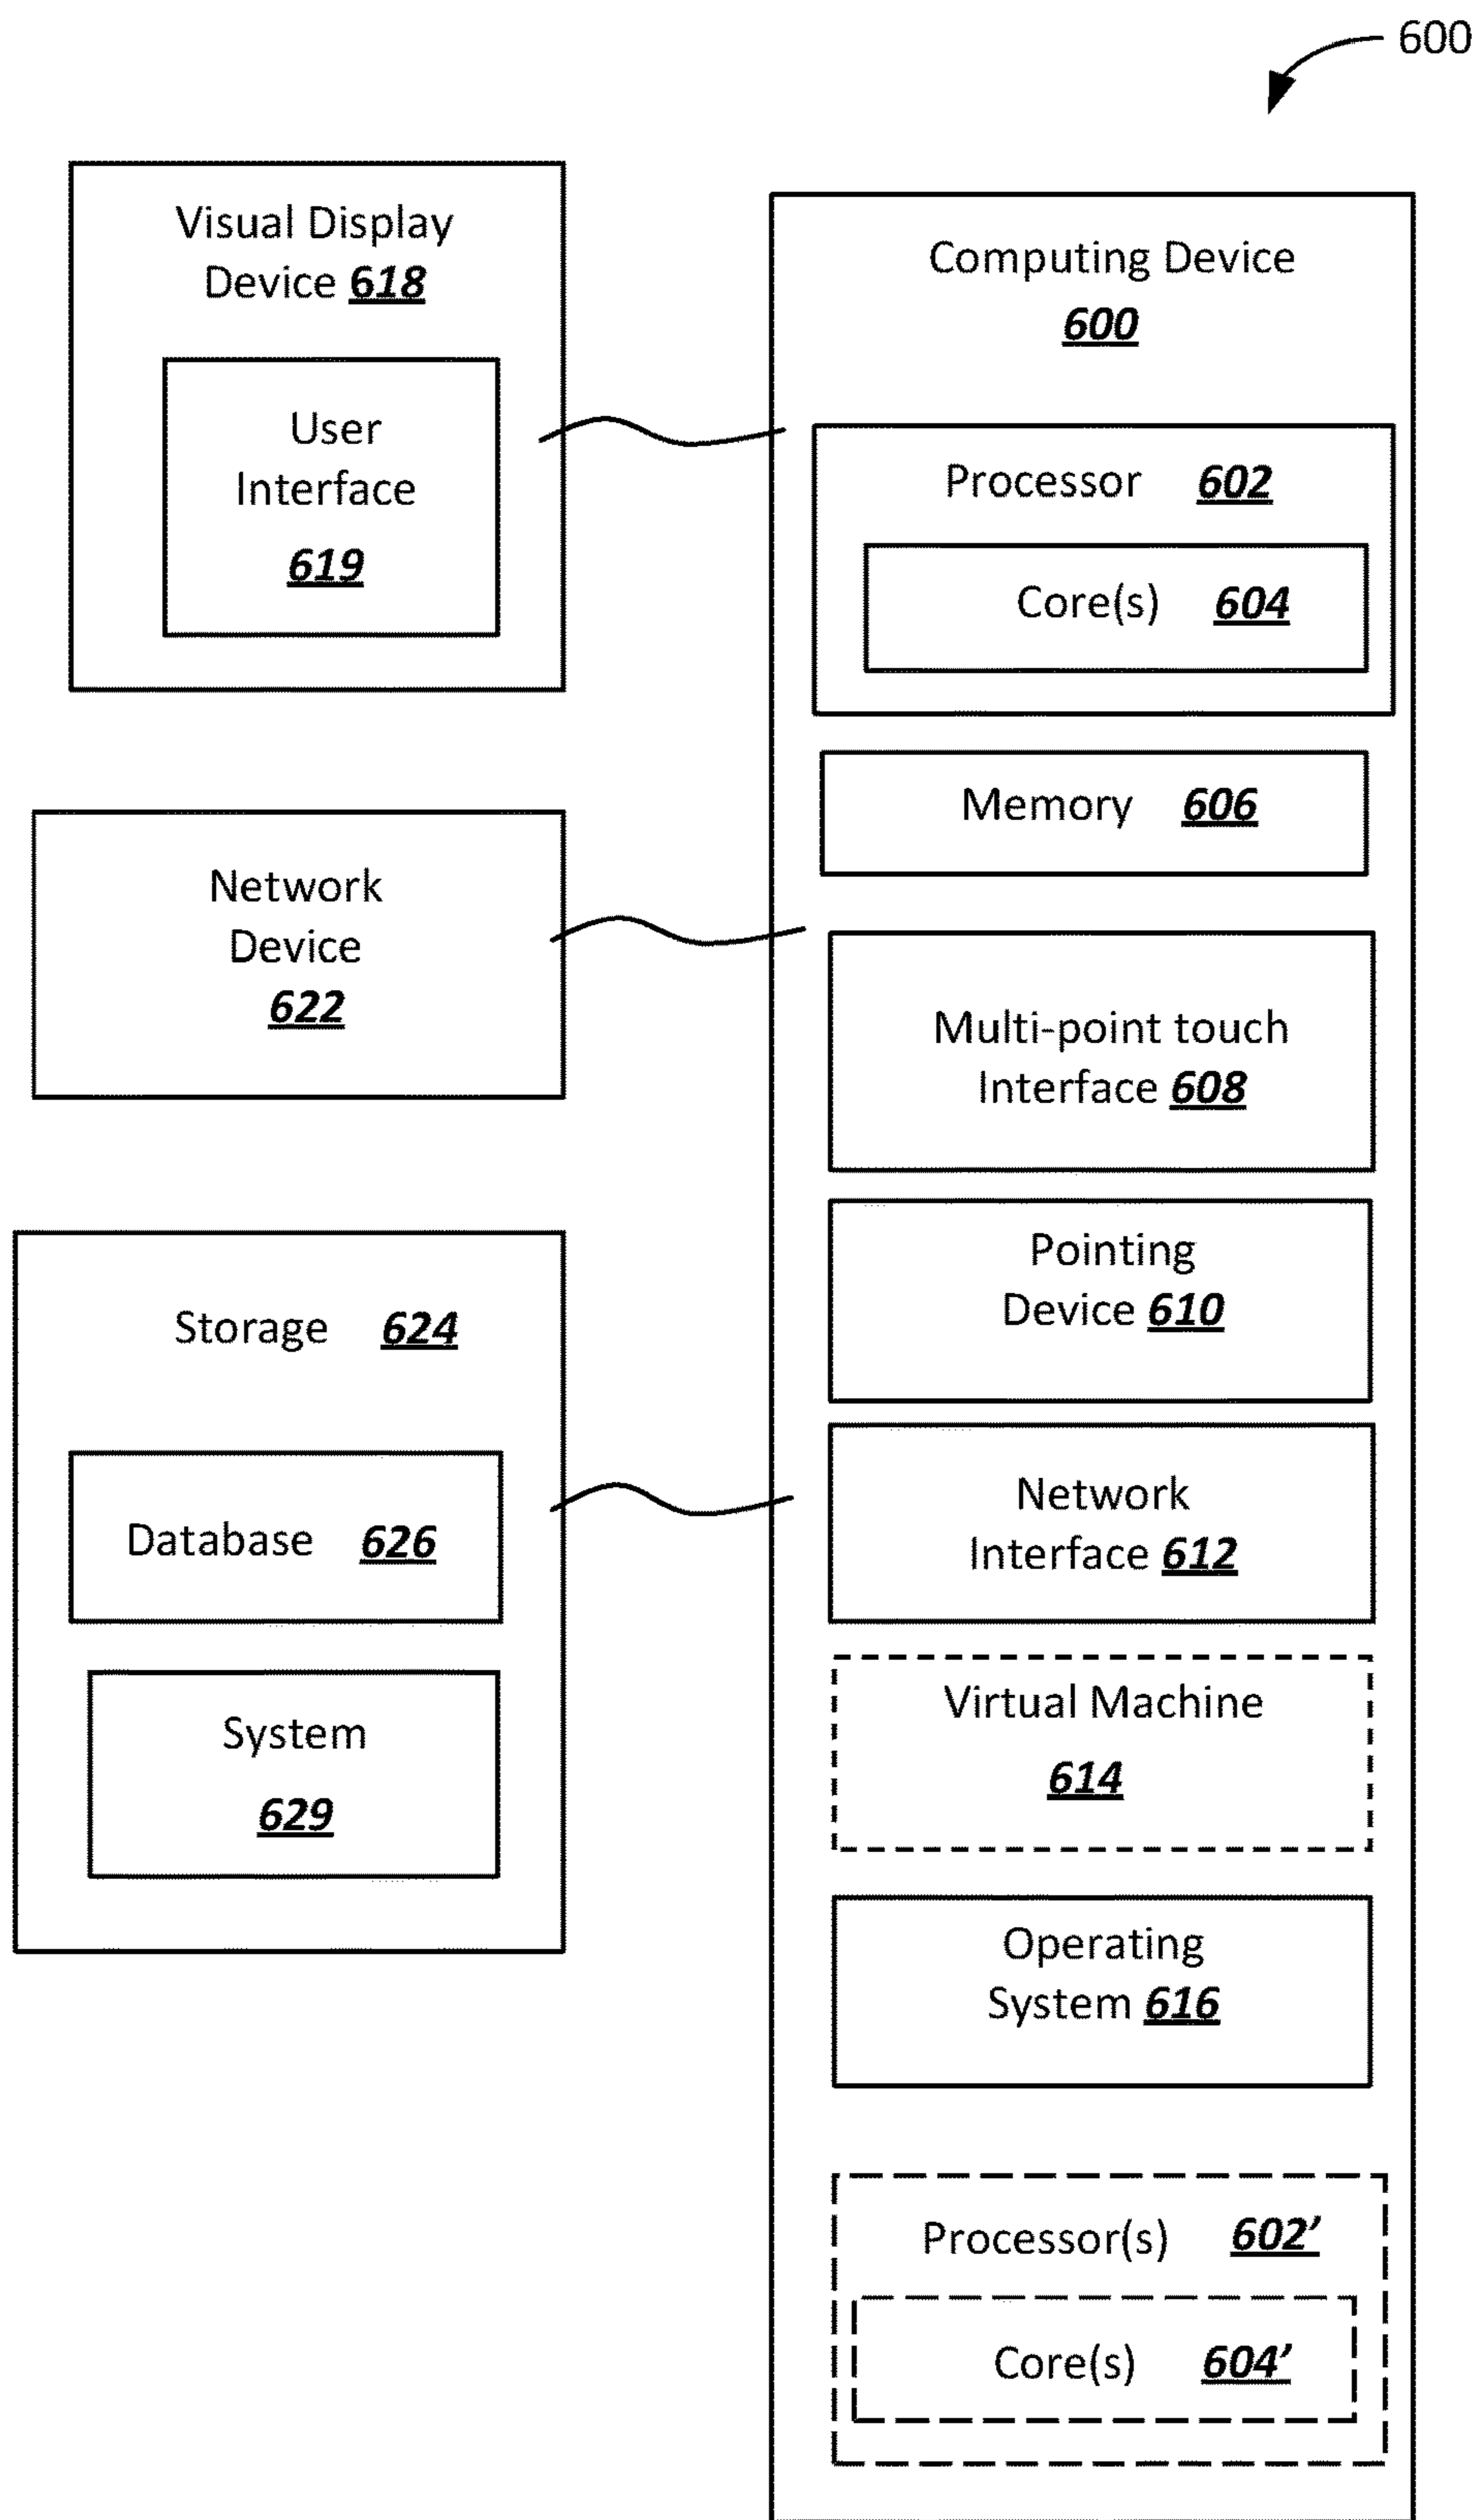 600
Visual Display
Device 618
User
Interface
619
Network
Device
622
Storage 624
Database 626
System
629
Computing Device
600
Processor 602
Core(s) 604
Memory 606
Multi-point touch
Interface 608
Pointing
Device 610
Network
Interface 612
Virtual Machine
614
Operating
System 616
Processor(s) 602’
Core(s) 604’